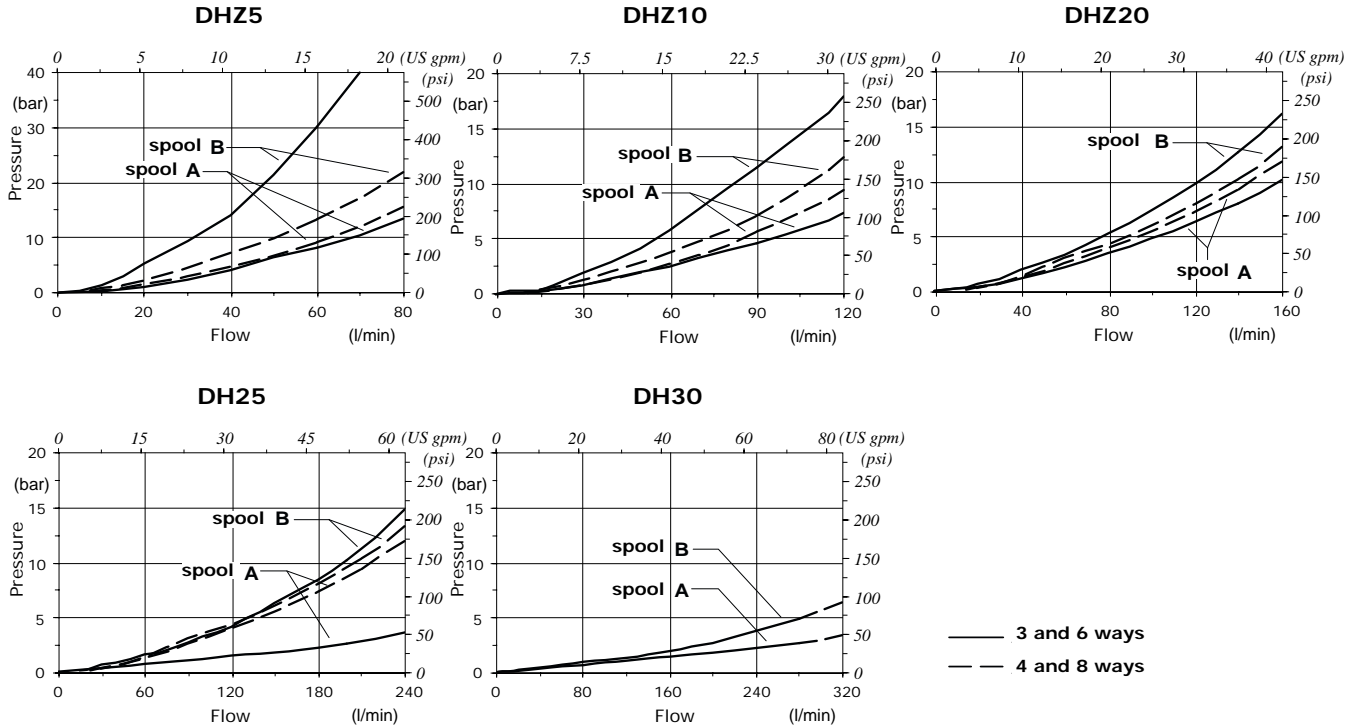 DHZ5
0 5 10 15 20 (US gpm)
(psi)
40
(bar)
30
20
10
0
Pressure
500
400
300
200
100
0
spool B
spool A
0 20 40 60 80
Flow (l/min)
DHZ10
0 7.5 15 22.5 30 (US gpm)
(psi)
20
(bar)
15
10
5
0
Pressure
250
200
150
100
50
0
spool B
spool A
0 30 60 90 120
Flow (l/min)
DHZ20
0 10 20 30 40 (US gpm)
(psi)
20
(bar)
15
10
5
0
Pressure
250
200
150
100
50
0
spool B
spool A
0 40 80 120 160
Flow (l/min)
DH25
0 15 30 45 60 (US gpm)
(psi)
20
(bar)
15
10
5
0
Pressure
250
200
150
100
50
0
spool B
spool A
0 60 120 180 240
Flow (l/min)
DH30
0 20 40 60 80 (US gpm)
(psi)
20
(bar)
15
10
5
0
Pressure
250
200
150
100
50
0
spool B
spool A
0 80 160 240 320
Flow (l/min)
3 and 6 ways
4 and 8 ways